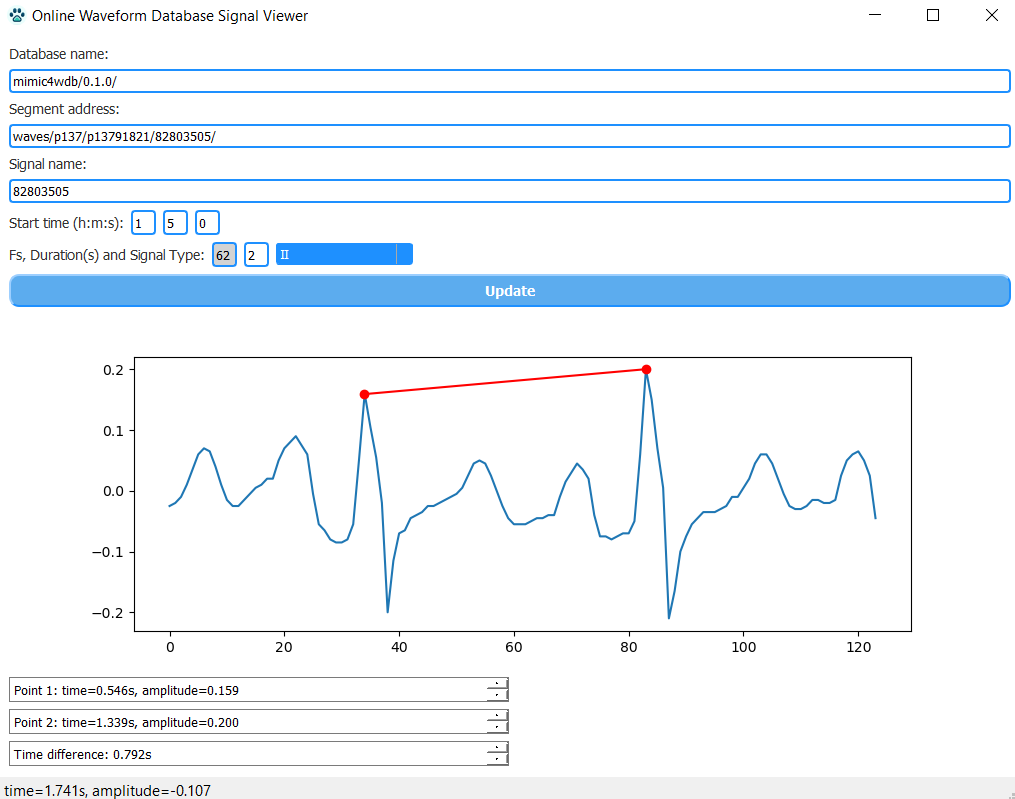 Online Waveform Database Signal Viewer
Database name:
mimic4wdb/0.1.0/
Segment address:
waves/p137/p13791821/82803505/
Signal name:
82803505
Start time (h:m:s): 1 5 0
Fs, Duration(s) and Signal Type: 62 2 II
Update
0.2
0.1
0.0
−0.1
−0.2
0 20 40 60 80 100 120
Point 1: time=0.546s, amplitude=0.159
Point 2: time=1.339s, amplitude=0.200
Time difference: 0.792s
time=1.741s, amplitude=-0.107